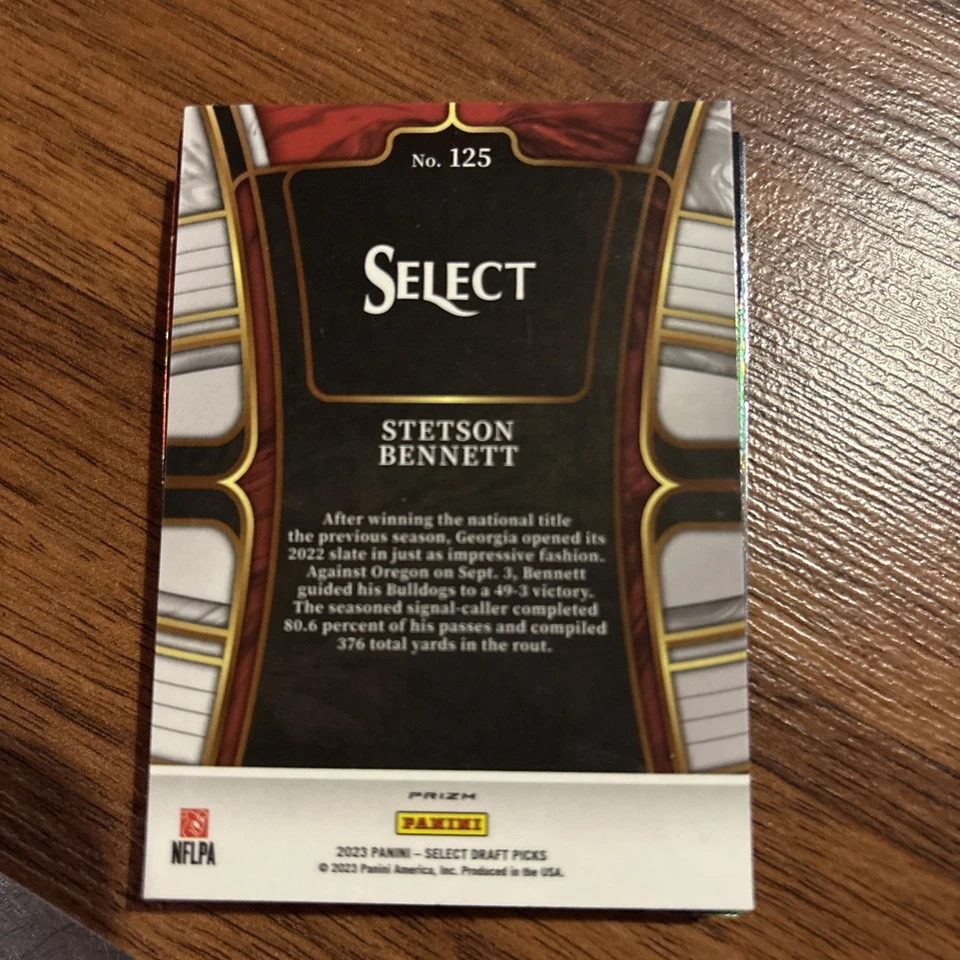 No. 125
SELECT
STETSON
BENNETT
After winning the national title
the previous season, Georgia opened its
2022 slate in just as impressive fashion.
Against Oregon on Sept. 3, Bennett
guided his Bulldogs to a 49-3 victory.
The seasoned signal-caller completed
80.6 percent of his passes and compiled
376 total yards in the rout.
PRIZM
PANINI
NFLPA
2023 PANINI – SELECT DRAFT PICKS
© 2023 Panini America, Inc. Produced in the USA.